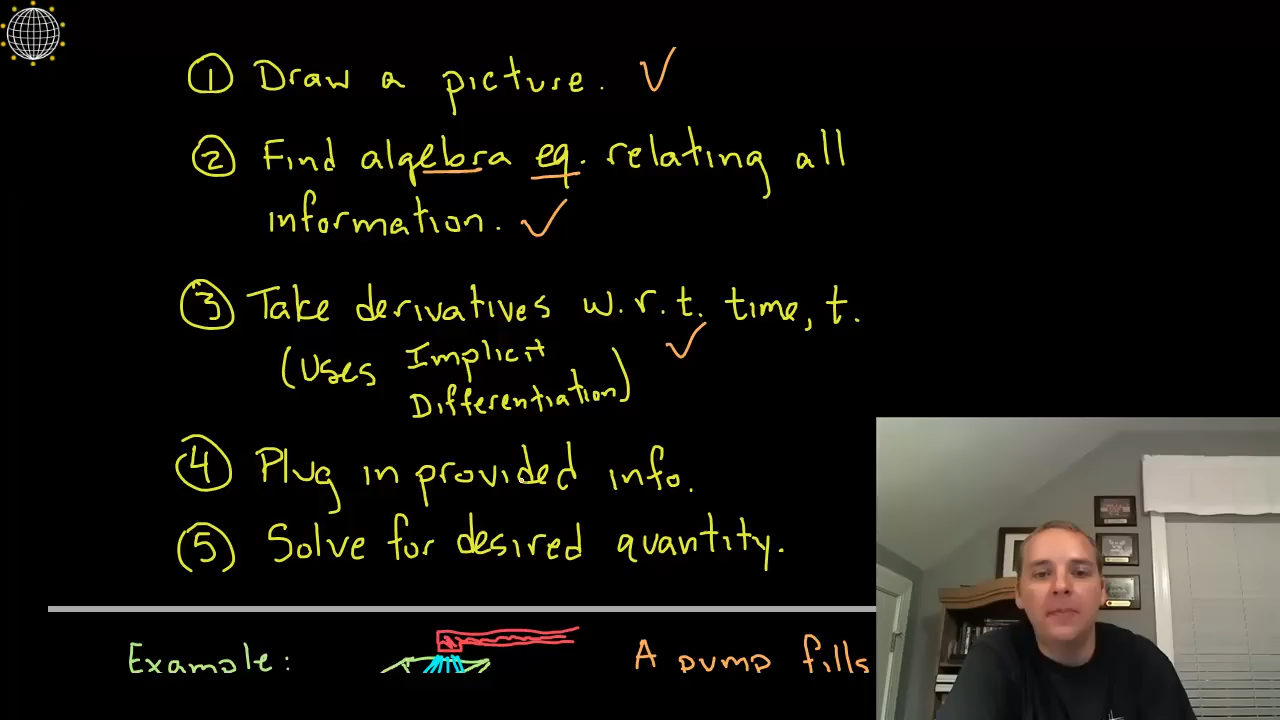 ① Draw a picture. ✓
② Find algebra eq. relating all
information. ✓
③ Take derivatives w.r.t. time, t.
(Uses Implicit ✓
Differentiation)
④ Plug in provided info.
⑤ Solve for desired quantity.
Example: A pump fills